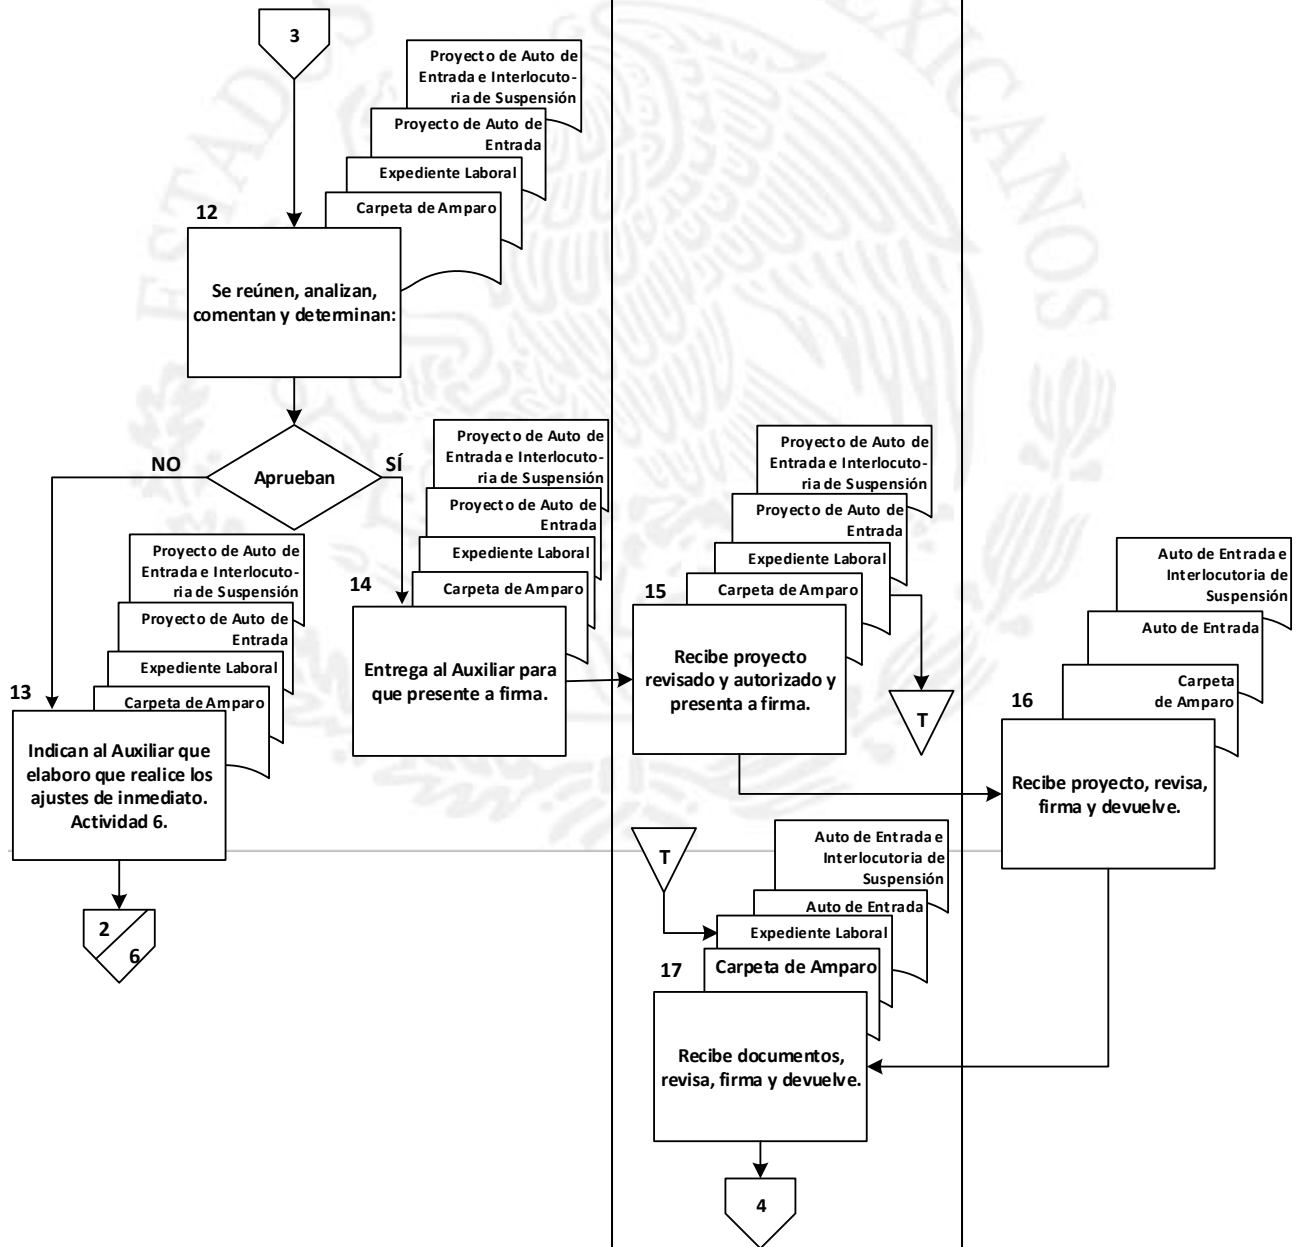 ESTADOS
MEXICANOS
3
Proyecto de Auto de
Entrada e Interlocuto-
ria de Suspensión
Proyecto de Auto de
Entrada
Expediente Laboral
Carpeta de Amparo
12
Se reúnen, analizan,
comentan y determinan:
Aprueban
NO
SÍ
Proyecto de Auto de
Entrada e Interlocuto-
ria de Suspensión
Proyecto de Auto de
Entrada
Expediente Laboral
Carpeta de Amparo
13
Indican al Auxiliar que
elaboro que realice los
ajustes de inmediato.
Actividad 6.
2
6
Proyecto de Auto de
Entrada e Interlocuto-
ria de Suspensión
Proyecto de Auto de
Entrada
Expediente Laboral
Carpeta de Amparo
14
Entrega al Auxiliar para
que presente a firma.
Proyecto de Auto de
Entrada e Interlocuto-
ria de Suspensión
Proyecto de Auto de
Entrada
Expediente Laboral
Carpeta de Amparo
15
Recibe proyecto
revisado y autorizado y
presenta a firma.
T
Auto de Entrada e
Interlocutoria de
Suspensión
Auto de Entrada
Carpeta
de Amparo
16
Recibe proyecto, revisa,
firma y devuelve.
T
Auto de Entrada e
Interlocutoria de
Suspensión
Auto de Entrada
Expediente Laboral
Carpeta de Amparo
17
Recibe documentos,
revisa, firma y devuelve.
4